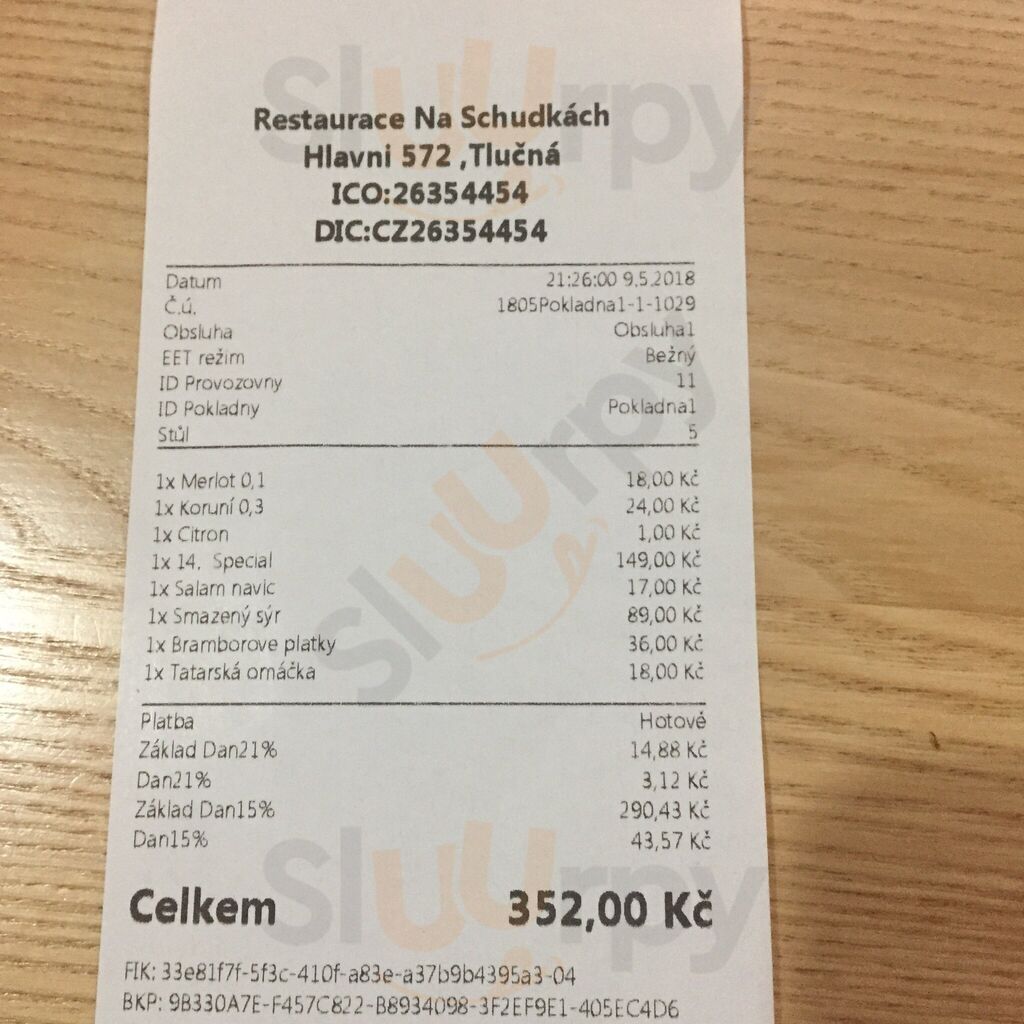 Restaurace Na Schudkách
Hlavni 572 ,Tlučná
ICO:26354454
DIC:CZ26354454
Datum 21:26:00 9.5.2018
Č.ú. 1805Pokladna1-1-1029
Obsluha Obsluha1
EET režim Bežný
ID Provozovny 11
ID Pokladny Pokladna1
Stůl 5
1x Merlot 0,1 18,00 Kč
1x Koruní 0,3 24,00 Kč
1x Citron 1,00 Kč
1x 14. Special 149,00 Kč
1x Salam navic 17,00 Kč
1x Smazený sýr 89,00 Kč
1x Bramborove platky 36,00 Kč
1x Tatarská omáčka 18,00 Kč
Platba Hotově
Základ Dan21% 14,88 Kč
Dan21% 3,12 Kč
Základ Dan15% 290,43 Kč
Dan15% 43,57 Kč
Celkem 352,00 Kč
FIK: 33e81f7f-5f3c-410f-a83e-a37b9b4395a3-04
BKP: 9B330A7E-F457C822-B8934098-3F2EF9E1-405EC4D6
Sluurpy
Sluurpy
Sluurpy